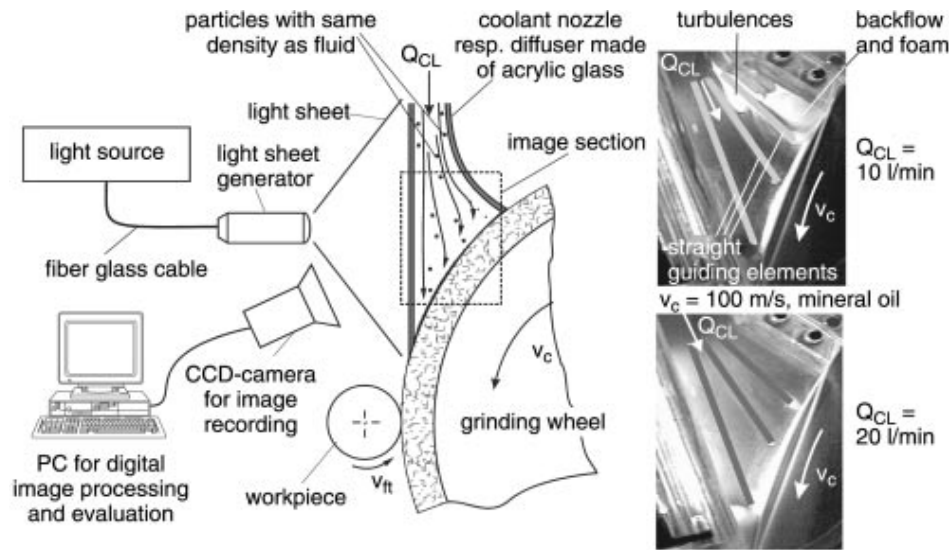 particles with same
density as fluid
Q_CL
coolant nozzle
resp. diffuser made
of acrylic glass
light sheet
image section
light source
light sheet
generator
fiber glass cable
CCD-camera
for image
recording
PC for digital
image processing
and evaluation
workpiece
v_ft
v_c
grinding wheel
turbulences
backflow
and foam
Q_CL
Q_CL =
10 l/min
v_c
straight
guiding elements
v_c = 100 m/s, mineral oil
Q_CL
Q_CL =
20 l/min
v_c